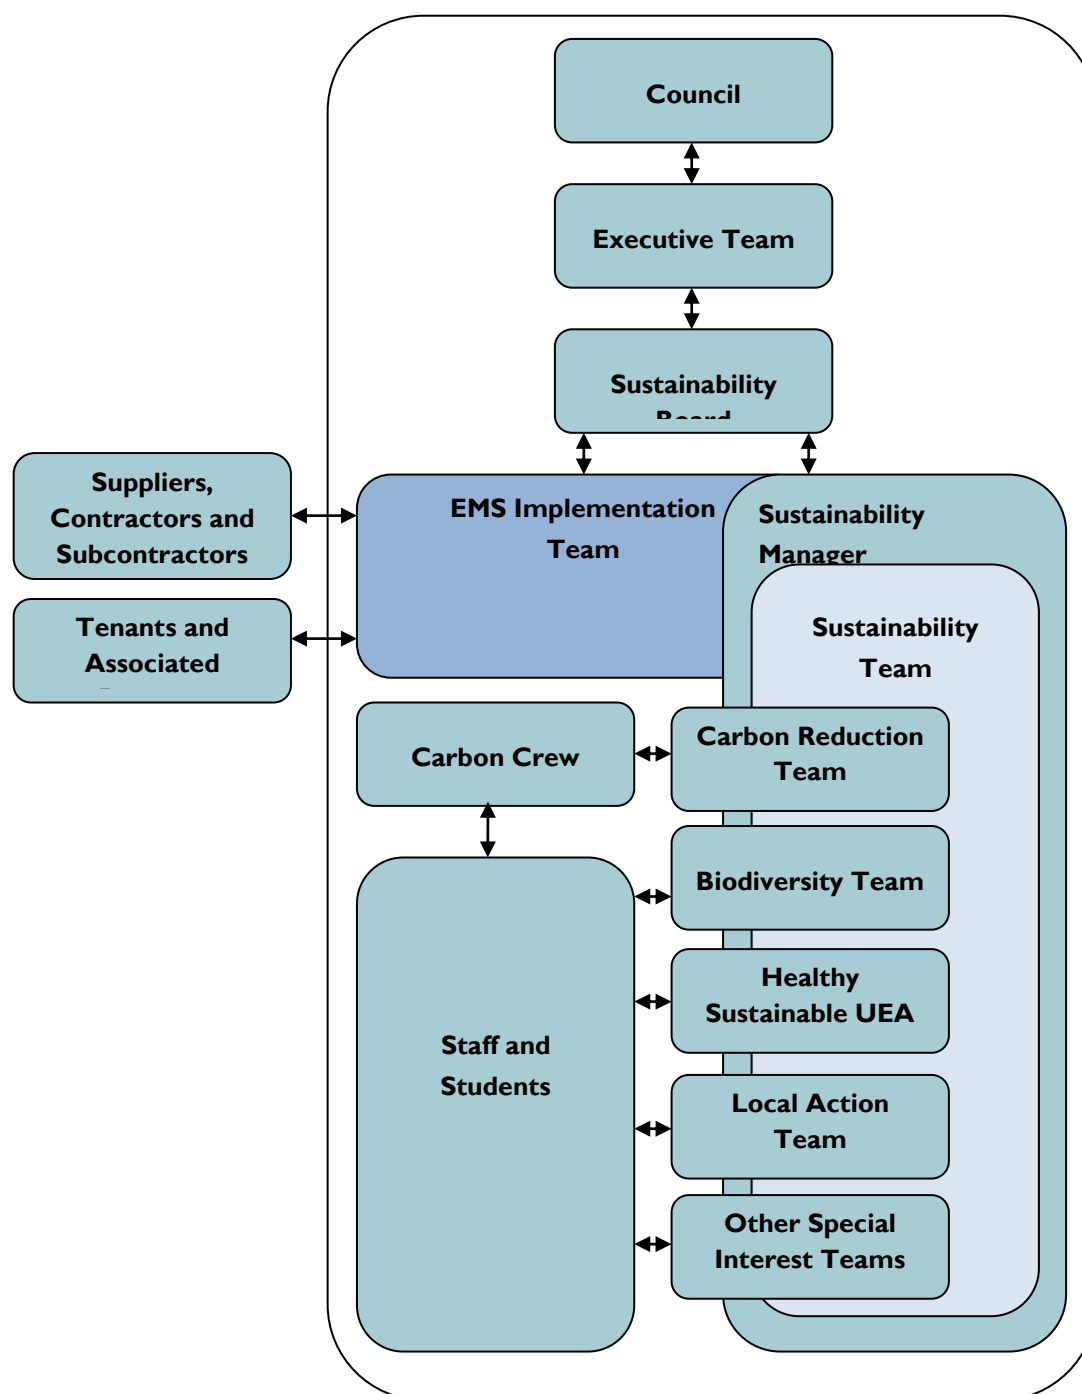 Council
Executive Team
Sustainability
Board
Suppliers,
Contractors and
Subcontractors
Tenants and
Associated
EMS Implementation
Team
Sustainability
Manager
Sustainability
Team
Carbon Crew
Carbon Reduction
Team
Biodiversity Team
Healthy
Sustainable UEA
Staff and
Students
Local Action
Team
Other Special
Interest Teams